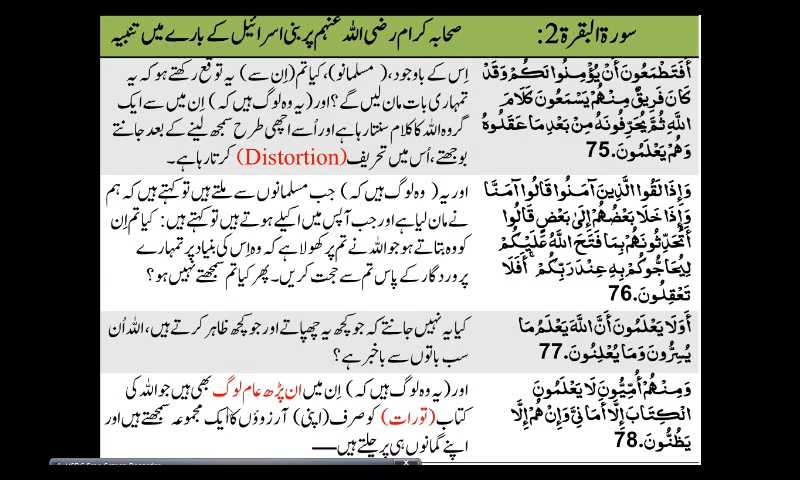 سورۃ البقرۃ 2:
صحابہ کرام رضی اللہ عنہم پر بنی اسرائیل کے بارے میں تنبیہ
أَفَتَطْمَعُونَ أَنْ يُؤْمِنُوا لَكُمْ وَقَدْ
كَانَ فَرِيقٌ مِنْهُمْ يَسْمَعُونَ كَلَامَ
اللَّهِ ثُمَّ يُحَرِّفُونَهُ مِنْ بَعْدِ مَا عَقَلُوهُ
وَهُمْ يَعْلَمُونَ.75
اِس کے باوجود، (مسلمانو)، کیا تم (اِن سے) یہ توقع رکھتے ہو کہ یہ
تمہاری بات مان لیں گے؟ اور (یہ وہ لوگ ہیں کہ) اِن میں سے ایک
گروہ اللہ کا کلام سنتا رہا ہے اور اُسے اچھی طرح سمجھ لینے کے بعد جانتے
بوجھتے، اُس میں تحریف (Distortion) کرتا رہا ہے۔
وَإِذَا لَقُوا الَّذِينَ آمَنُوا قَالُوا آمَنَّا
وَإِذَا خَلَا بَعْضُهُمْ إِلَىٰ بَعْضٍ قَالُوا
أَتُحَدِّثُونَهُمْ بِمَا فَتَحَ اللَّهُ عَلَيْكُمْ
لِيُحَاجُّوكُمْ بِهِ عِنْدَ رَبِّكُمْ ۚ أَفَلَا
تَعْقِلُونَ.76
اور یہ (وہ لوگ ہیں کہ) جب مسلمانوں سے ملتے ہیں تو کہتے ہیں کہ ہم
نے مان لیا ہے اور جب آپس میں اکیلے ہوتے ہیں تو کہتے ہیں: کیا تم اِن
کو وہ بتاتے ہو جو اللہ نے تم پر کھولا ہے کہ وہ اِس کی بنیاد پر تمہارے
پروردگار کے پاس تم سے حجت کریں۔ پھر کیا تم سمجھتے نہیں ہو؟
أَوَلَا يَعْلَمُونَ أَنَّ اللَّهَ يَعْلَمُ مَا
يُسِرُّونَ وَمَا يُعْلِنُونَ.77
کیا یہ نہیں جانتے کہ جو کچھ یہ چھپاتے اور جو کچھ ظاہر کرتے ہیں، اللہ اُن
سب باتوں سے باخبر ہے؟
وَمِنْهُمْ أُمِّيُّونَ لَا يَعْلَمُونَ
الْكِتَابَ إِلَّا أَمَانِيَّ وَإِنْ هُمْ إِلَّا
يَظُنُّونَ.78
اور (یہ وہ لوگ ہیں کہ) اِن میں ان پڑھ عام لوگ بھی ہیں جو اللہ کی
کتاب (تورات) کو صرف (اپنی) آرزوؤں کا ایک مجموعہ سمجھتے ہیں اور
اپنے گمانوں ہی پر چلتے ہیں —